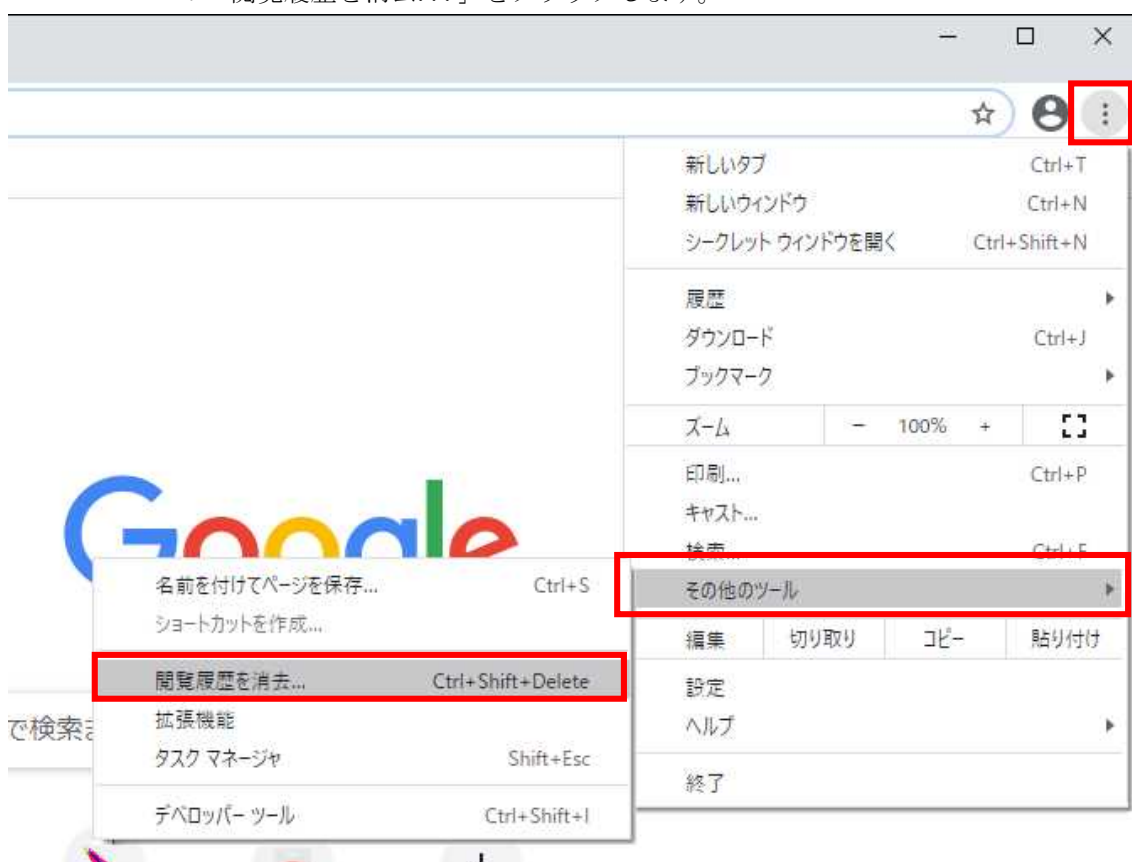 閲覧履歴を消去...」をクリックします。
新しいタブ Ctrl+T
新しいウィンドウ Ctrl+N
シークレット ウィンドウを開く Ctrl+Shift+N
履歴
ダウンロード Ctrl+J
ブックマーク
ズーム − 100% +
印刷... Ctrl+P
キャスト...
検索... Ctrl+F
Google
その他のツール
名前を付けてページを保存... Ctrl+S
ショートカットを作成...
編集 切り取り コピー 貼り付け
閲覧履歴を消去... Ctrl+Shift+Delete
設定
拡張機能
で検索
ヘルプ
タスク マネージャ Shift+Esc
終了
デベロッパー ツール Ctrl+Shift+I